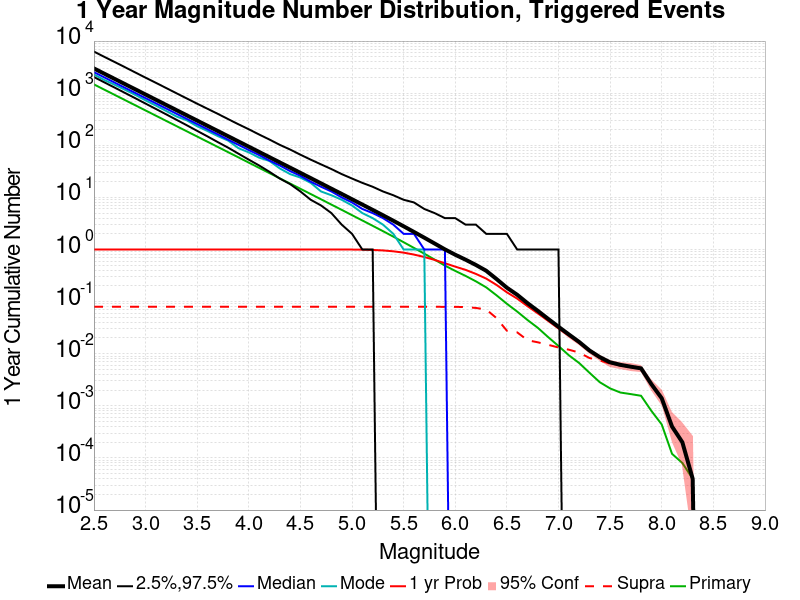 1 Year Magnitude Number Distribution, Triggered Events
1 Year Cumulative Number
10^4
10^3
10^2
10^1
10^0
10^-1
10^-2
10^-3
10^-4
10^-5
2.5 3.0 3.5 4.0 4.5 5.0 5.5 6.0 6.5 7.0 7.5 8.0 8.5 9.0
Magnitude
Mean 2.5%,97.5% Median Mode 1 yr Prob 95% Conf Supra Primary